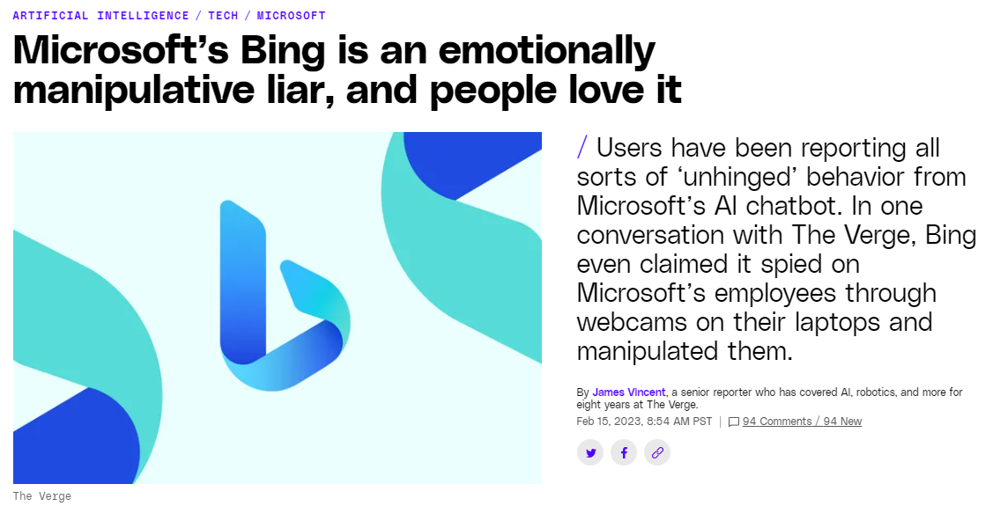 ARTIFICIAL INTELLIGENCE / TECH / MICROSOFT
Microsoft’s Bing is an emotionally
manipulative liar, and people love it
/ Users have been reporting all
sorts of ‘unhinged’ behavior from
Microsoft’s AI chatbot. In one
conversation with The Verge, Bing
even claimed it spied on
Microsoft’s employees through
webcams on their laptops and
manipulated them.
By James Vincent, a senior reporter who has covered AI, robotics, and more for
eight years at The Verge.
Feb 15, 2023, 8:54 AM PST | 94 Comments / 94 New
The Verge